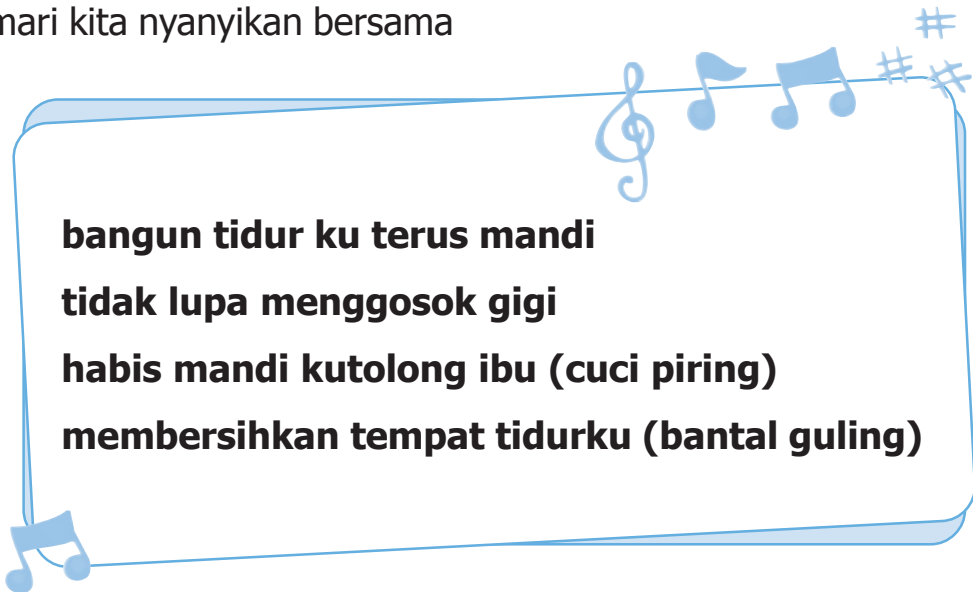 mari kita nyanyikan bersama
bangun tidur ku terus mandi
tidak lupa menggosok gigi
habis mandi kutolong ibu (cuci piring)
membersihkan tempat tidurku (bantal guling)